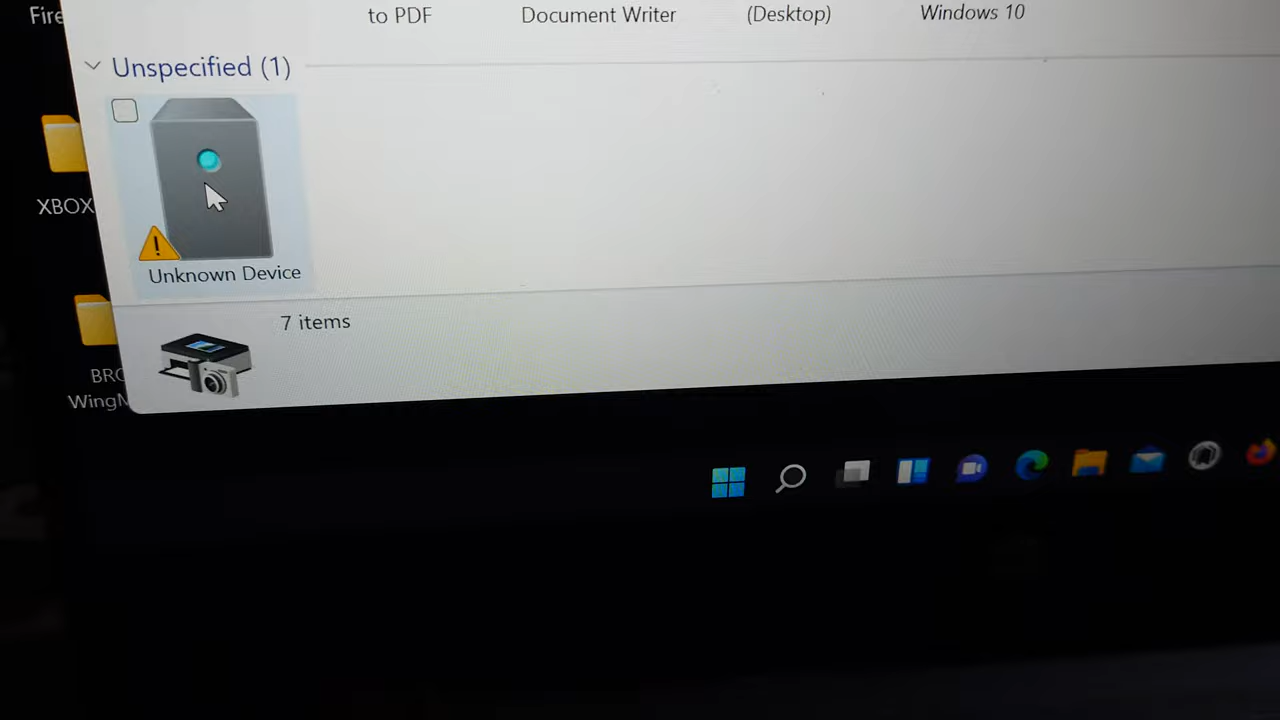 Fire
to PDF
Document Writer
(Desktop)
Windows 10
Unspecified (1)
XBOX
Unknown Device
7 items
BRO
WingM